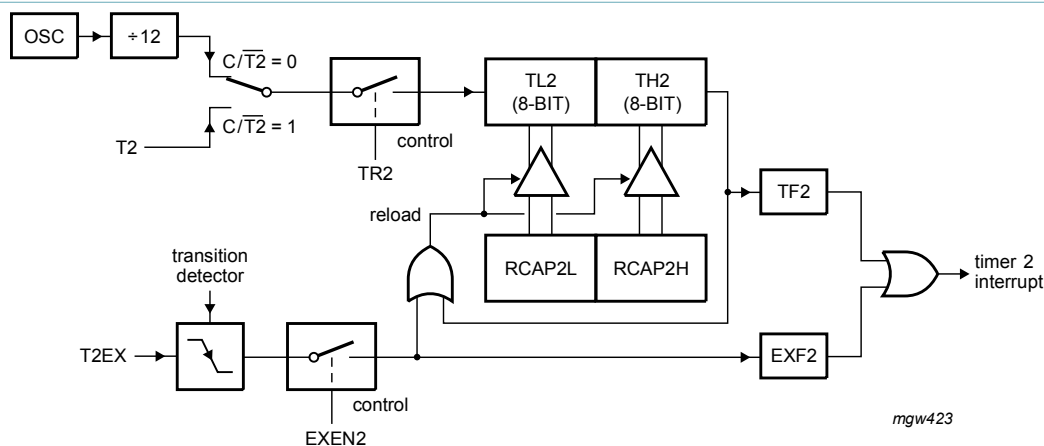 OSC
÷12
C/T2 = 0
C/T2 = 1
T2
TR2
control
TL2
(8-BIT)
TH2
(8-BIT)
reload
RCAP2L
RCAP2H
TF2
timer 2
interrupt
transition
detector
T2EX
control
EXEN2
EXF2
mgw423